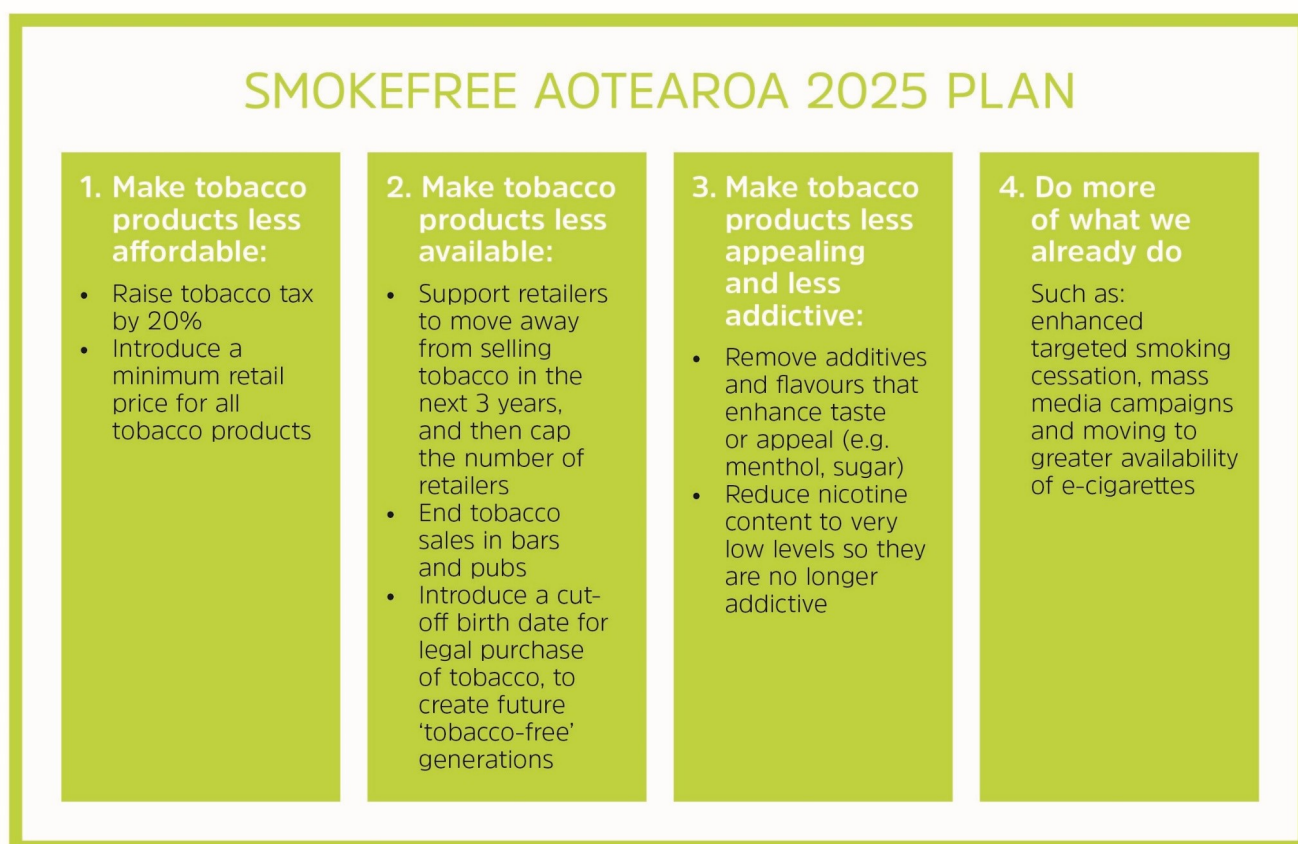 SMOKEFREE AOTEAROA 2025 PLAN
1. Make tobacco
products less
affordable:
• Raise tobacco tax
by 20%
• Introduce a
minimum retail
price for all
tobacco products
2. Make tobacco
products less
available:
• Support retailers
to move away
from selling
tobacco in the
next 3 years,
and then cap
the number of
retailers
• End tobacco
sales in bars
and pubs
• Introduce a cut-
off birth date for
legal purchase
of tobacco, to
create future
‘tobacco-free’
generations
3. Make tobacco
products less
appealing
and less
addictive:
• Remove additives
and flavours that
enhance taste
or appeal (e.g.
menthol, sugar)
• Reduce nicotine
content to very
low levels so they
are no longer
addictive
4. Do more
of what we
already do
Such as:
enhanced
targeted smoking
cessation, mass
media campaigns
and moving to
greater availability
of e-cigarettes